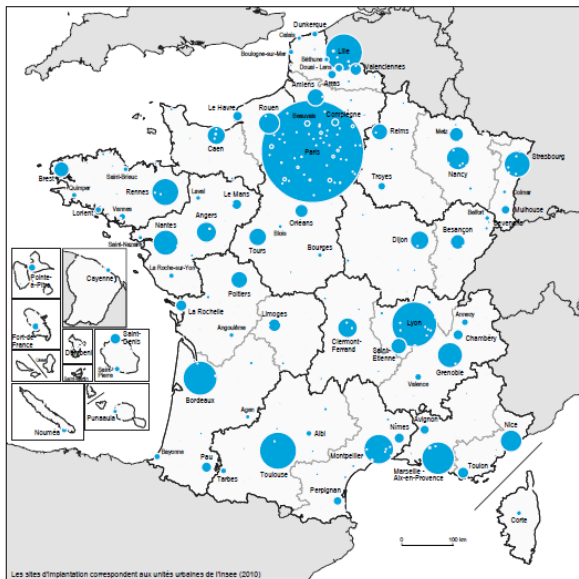 Dunkerque
Calais
Lille
Boulogne-sur-Mer
Béthune
Douai - Lens
Valenciennes
Arras
Amiens
Le Havre
Rouen
Beauvais
Compiègne
Reims
Metz
Caen
Paris
Nancy
Strasbourg
Brest
Saint-Brieuc
Troyes
Quimper
Rennes
Laval
Le Mans
Colmar
Lorient
Vannes
Angers
Orléans
Mulhouse
Belfort
Saint-Nazaire
Nantes
Tours
Blois
Bourges
Dijon
Besançon
Pointe-
à-Pitre
Cayenne
La Roche-sur-Yon
Poitiers
Fort-de-
France
Saint-
Denis
La Rochelle
Limoges
Clermont-
Ferrand
Lyon
Annecy
Chambéry
Dembeni
Angoulême
Saint-
Etienne
Saint-
Pierre
Grenoble
Punaauia
Bordeaux
Valence
Nouméa
Agen
Albi
Nîmes
Avignon
Nice
Bayonne
Pau
Toulouse
Montpellier
Marseille -
Aix-en-Provence
Toulon
Tarbes
Perpignan
Corte
0 100 km
Les sites d'implantation correspondent aux unités urbaines de l'Insee (2010)